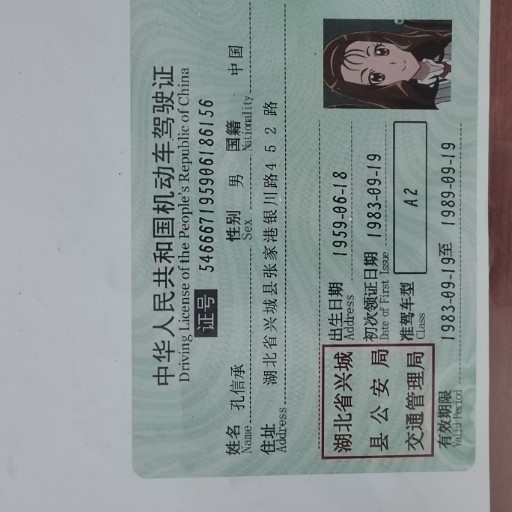 中华人民共和国机动车驾驶证
Driving License of the People's Republic of China
证号 546667195906186156
姓名 孔信承 性别 男 国籍 中国
Name Sex Nationality
住址 湖北省兴城县张家港银川路452路
Address
湖北省兴城
县公安局
交通管理局
出生日期 1959-06-18
Address
初次领证日期 1983-09-19
Date of First Issue
准驾车型 A2
Class
有效期限 1983-09-19至 1989-09-19
Valid Period